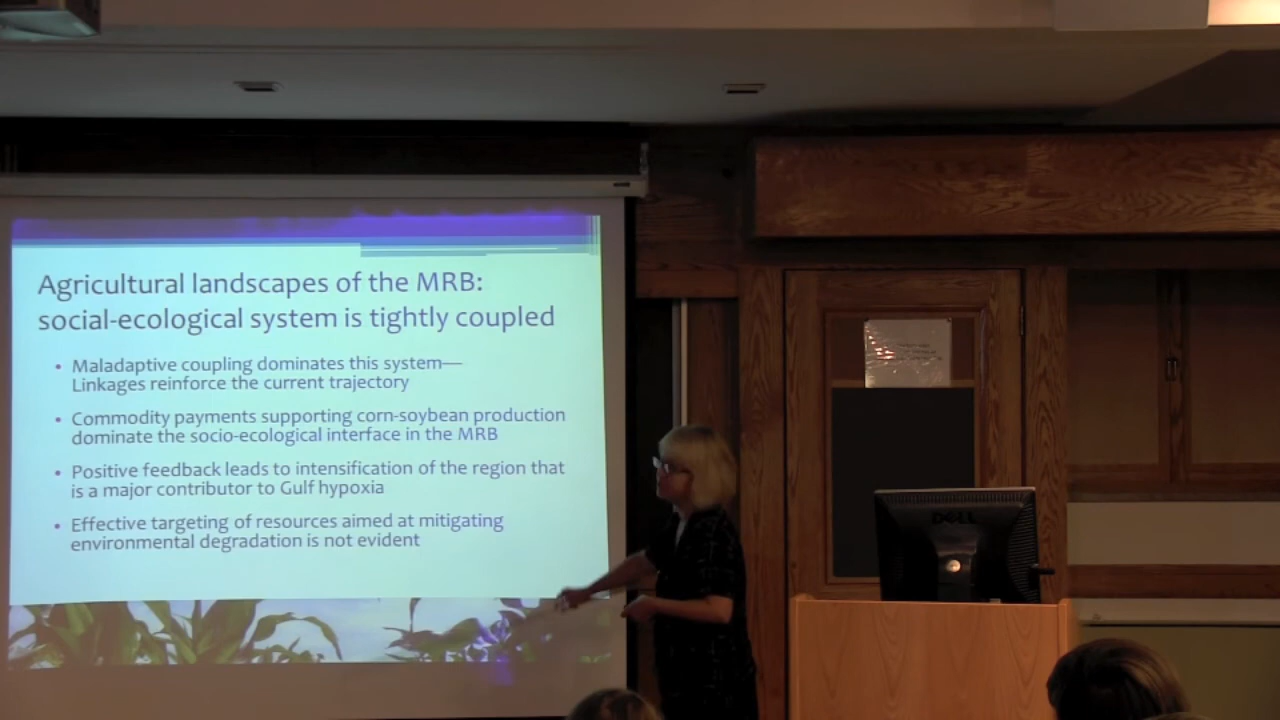 Agricultural landscapes of the MRB:
social-ecological system is tightly coupled
• Maladaptive coupling dominates this system—
Linkages reinforce the current trajectory
• Commodity payments supporting corn-soybean production
dominate the socio-ecological interface in the MRB
• Positive feedback leads to intensification of the region that
is a major contributor to Gulf hypoxia
• Effective targeting of resources aimed at mitigating
environmental degradation is not evident
DELL